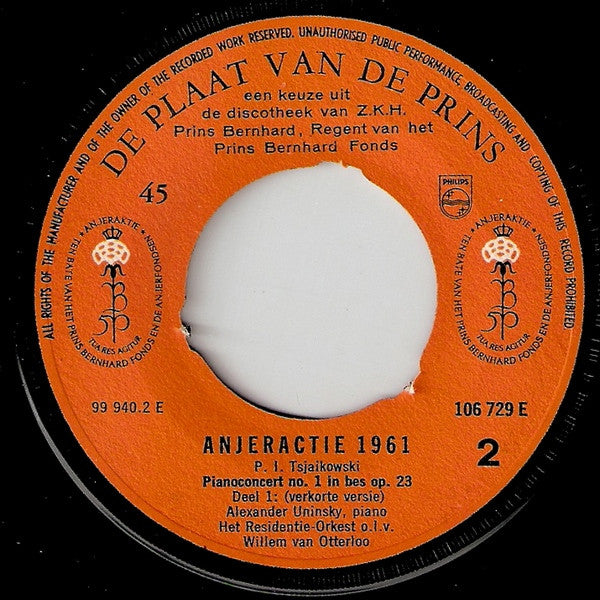 ALL RIGHTS OF THE MANUFACTURER AND OF THE OWNER OF THE RECORDED WORK RESERVED. UNAUTHORISED PUBLIC PERFORMANCE, BROADCASTING AND COPYING OF THIS RECORD PROHIBITED
DE PLAAT VAN DE PRINS
een keuze uit
de discotheek van Z.K.H.
Prins Bernhard, Regent van het
Prins Bernhard Fonds
45
PHILIPS
ANJERAKTIE • TEN BATE VAN HET PRINS BERNHARD FONDS EN DE ANJERFONDSEN •
TUA RES AGITUR
ANJERAKTIE • TEN BATE VAN HET PRINS BERNHARD FONDS EN DE ANJERFONDSEN •
TUA RES AGITUR
99 940.2 E
106 729 E
ANJERACTIE 1961
2
P. I. Tsjaikowski
Pianoconcert no. 1 in bes op. 23
Deel 1: (verkorte versie)
Alexander Uninsky, piano
Het Residentie-Orkest o.l.v.
Willem van Otterloo